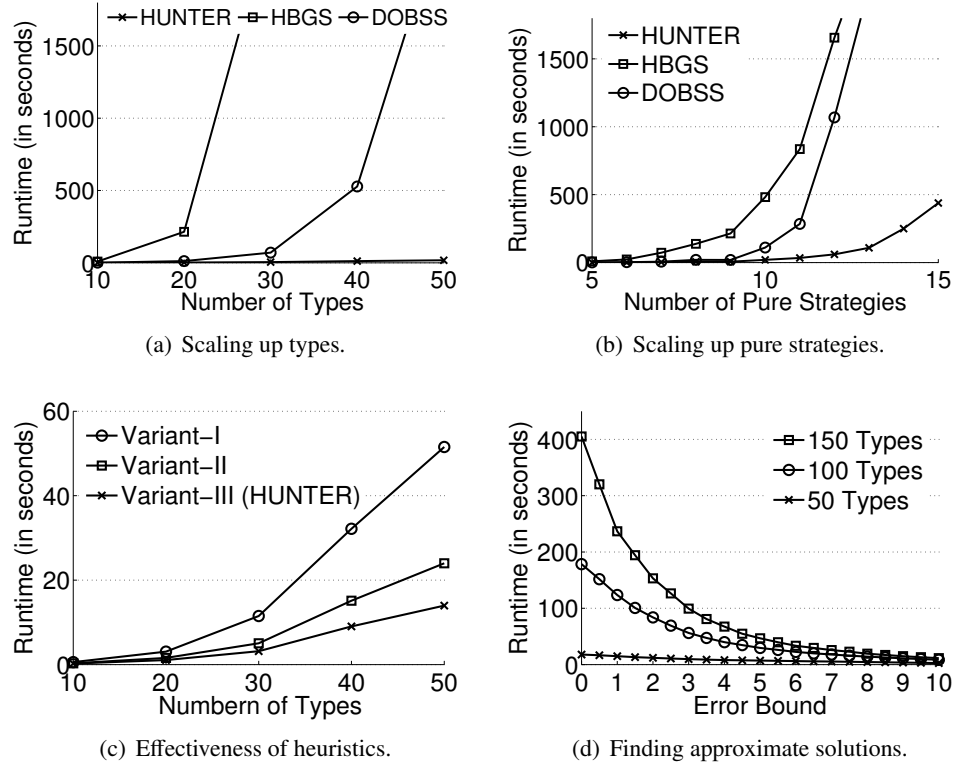 HUNTER HBGS DOBSS
Runtime (in seconds)
1500
1000
500
0
10 20 30 40 50
Number of Types
(a) Scaling up types.
HUNTER
HBGS
DOBSS
Runtime (in seconds)
1500
1000
500
0
5 10 15
Number of Pure Strategies
(b) Scaling up pure strategies.
Variant-I
Variant-II
Variant-III (HUNTER)
Runtime (in seconds)
60
40
20
0
10 20 30 40 50
Numbern of Types
(c) Effectiveness of heuristics.
150 Types
100 Types
50 Types
Runtime (in seconds)
400
300
200
100
0
0 1 2 3 4 5 6 7 8 9 10
Error Bound
(d) Finding approximate solutions.